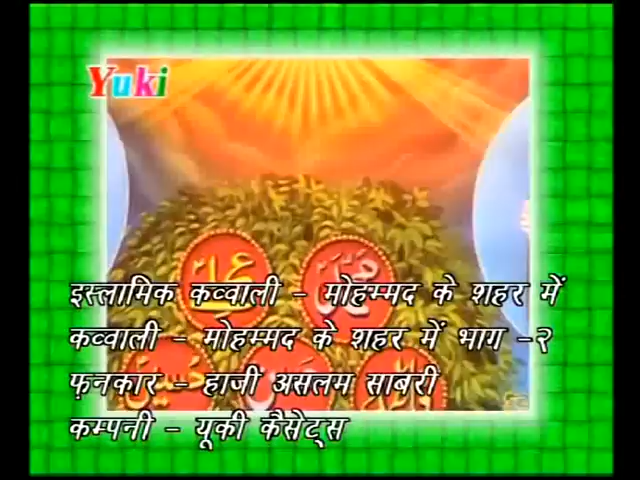 Yuki
इस्लामिक कव्वाली – मोहम्मद के शहर में
कव्वाली – मोहम्मद के शहर में भाग -२
फ़नकार – हाजी असलम साबरी
कम्पनी – यूकी कैसेट्स